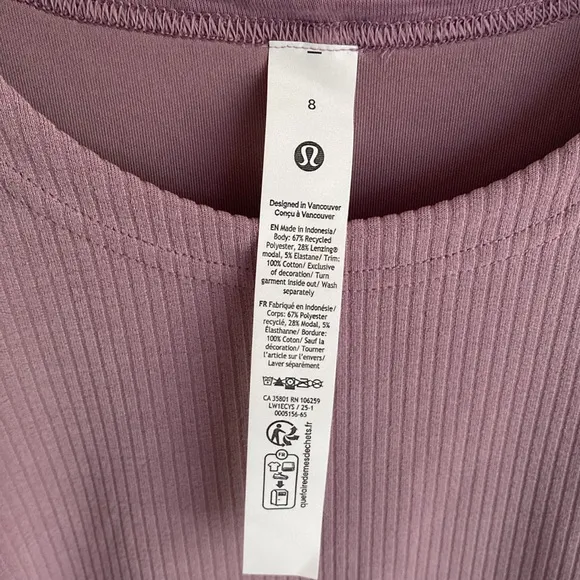 8
Designed in Vancouver
Conçu à Vancouver
EN Made in Indonesia/
Body: 67% Recycled
Polyester, 28% Lenzing®
modal, 5% Elastane/ Trim:
100% Cotton/ Exclusive
of decoration/ Turn
garment inside out/ Wash
separately
FR Fabriqué en Indonésie/
Corps: 67% Polyester
recyclé, 28% Modal, 5%
Élasthanne/ Bordure:
100% Coton/ Sauf la
décoration/ Tourner
l'article sur l'envers/
Laver séparément
CA 35801 RN 106259
LW1ECYS / 25-1
0005156-65
FR
quefairedemesdechets.fr